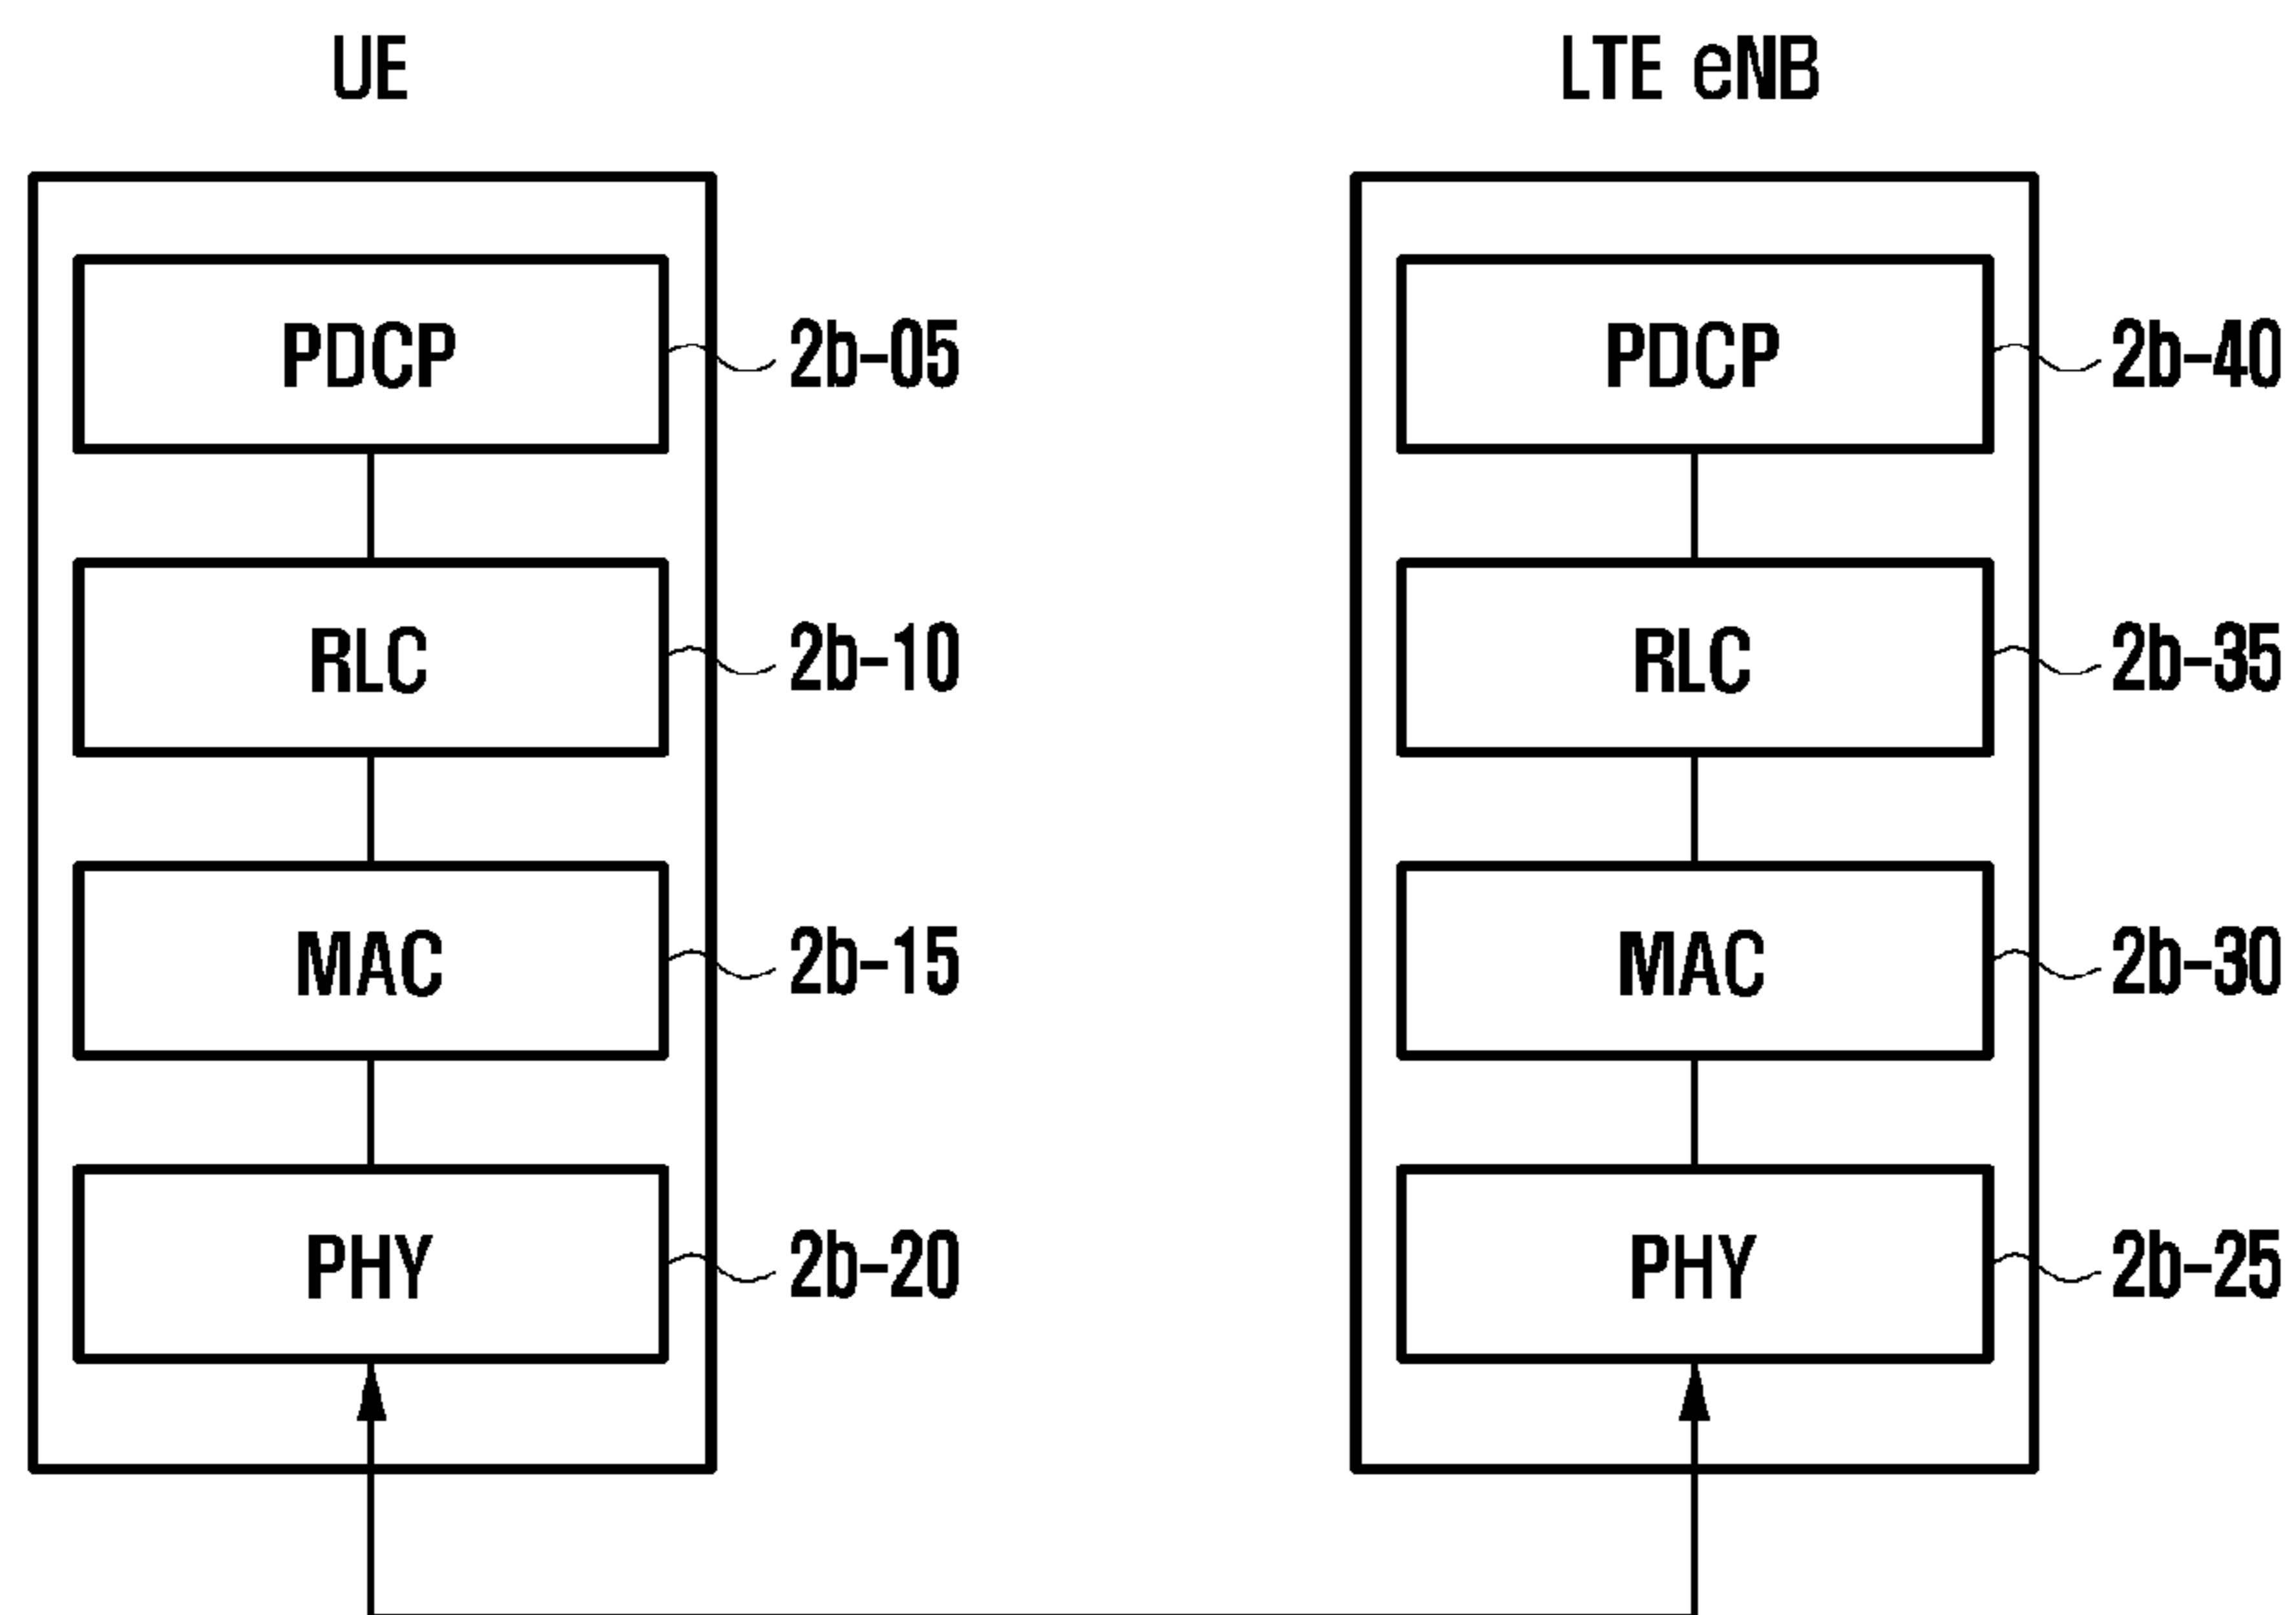 UE
LTE eNB
PDCP
2b-05
PDCP
2b-40
RLC
2b-10
RLC
2b-35
MAC
2b-15
MAC
2b-30
PHY
2b-20
PHY
2b-25